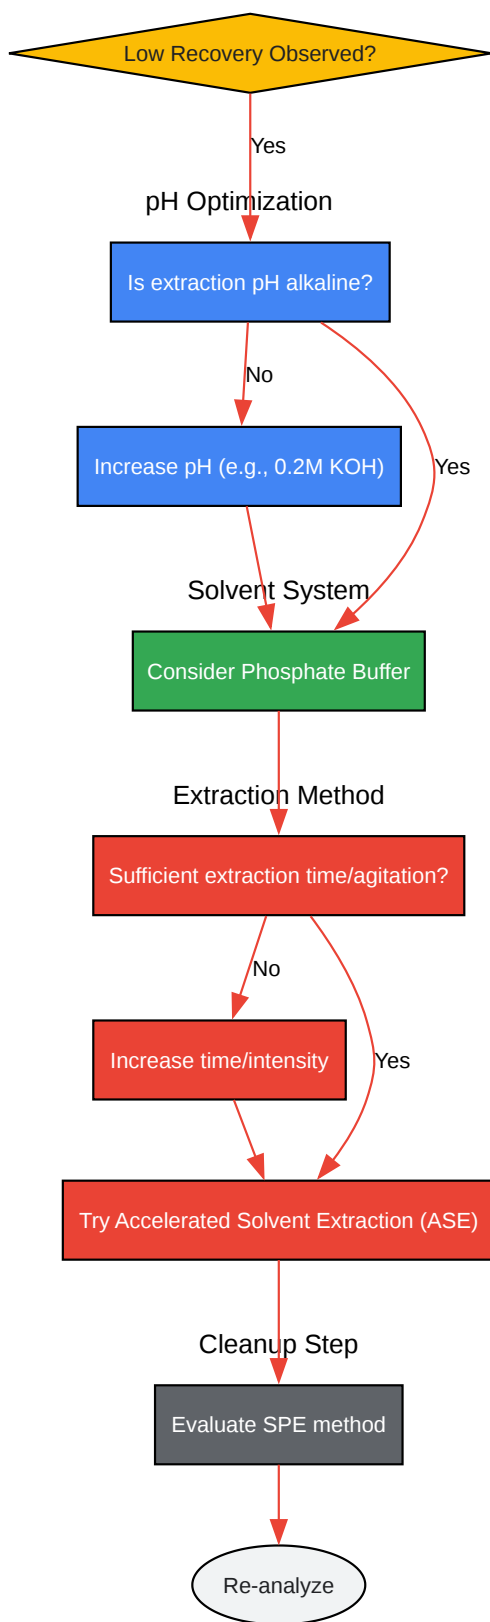 Low Recovery Observed?
Yes
pH Optimization
Is extraction pH alkaline?
No
Increase pH (e.g., 0.2M KOH)
Yes
Solvent System
Consider Phosphate Buffer
Extraction Method
Sufficient extraction time/agitation?
No
Increase time/intensity
Yes
Try Accelerated Solvent Extraction (ASE)
Cleanup Step
Evaluate SPE method
Re-analyze